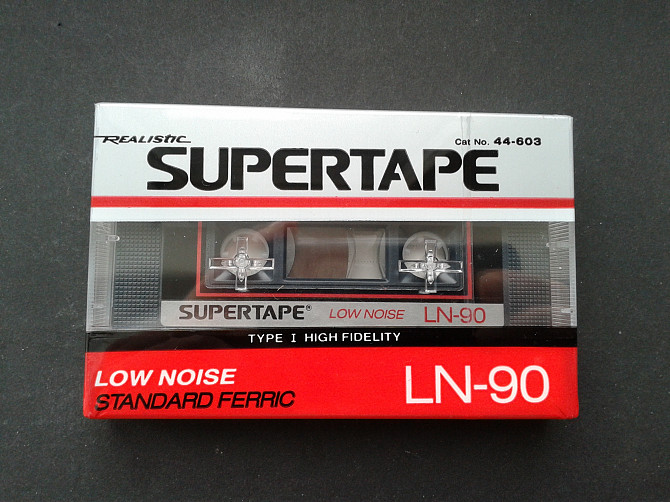 REALISTIC
Cat No. 44-603
SUPERTAPE
SUPERTAPE® LOW NOISE LN-90
TYPE I HIGH FIDELITY
LOW NOISE
STANDARD FERRIC
LN-90